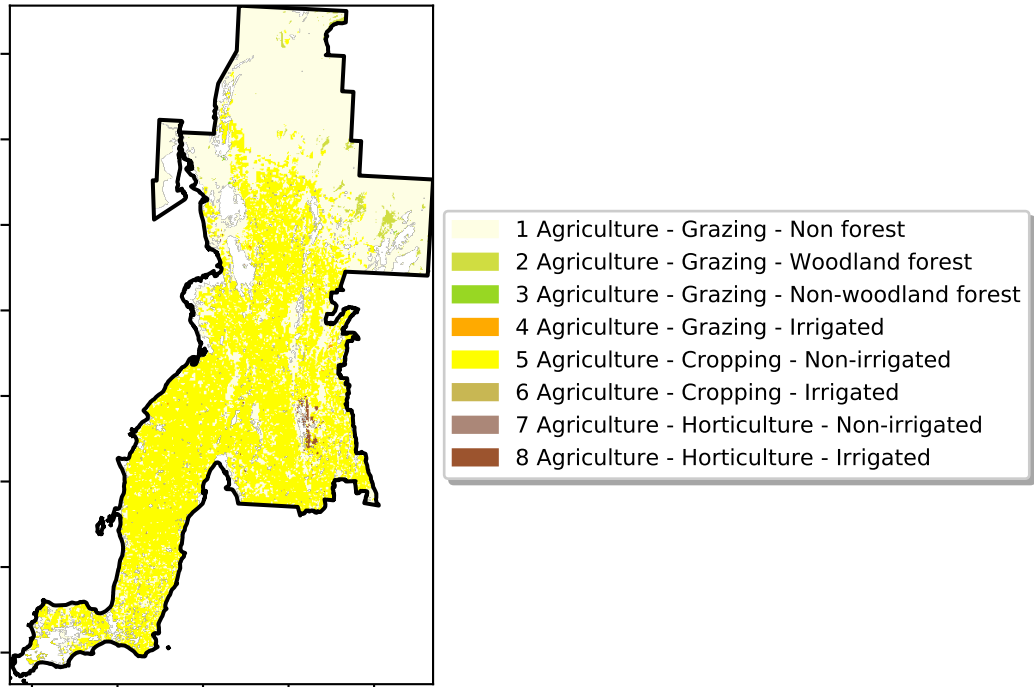 1 Agriculture - Grazing - Non forest
2 Agriculture - Grazing - Woodland forest
3 Agriculture - Grazing - Non-woodland forest
4 Agriculture - Grazing - Irrigated
5 Agriculture - Cropping - Non-irrigated
6 Agriculture - Cropping - Irrigated
7 Agriculture - Horticulture - Non-irrigated
8 Agriculture - Horticulture - Irrigated